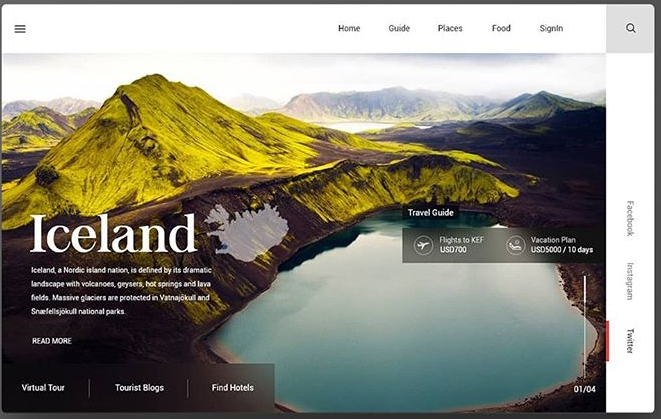 Home
Guide
Places
Food
SignIn
Iceland
Iceland, a Nordic island nation, is defined by its dramatic
landscape with volcanoes, geysers, hot springs and lava
fields. Massive glaciers are protected in Vatnajökull and
Snæfellsjökull national parks.
READ MORE
Travel Guide
Flights to KEF
USD700
Vacation Plan
USD5000 / 10 days
Facebook
Instagram
Twitter
Virtual Tour
Tourist Blogs
Find Hotels
01/04